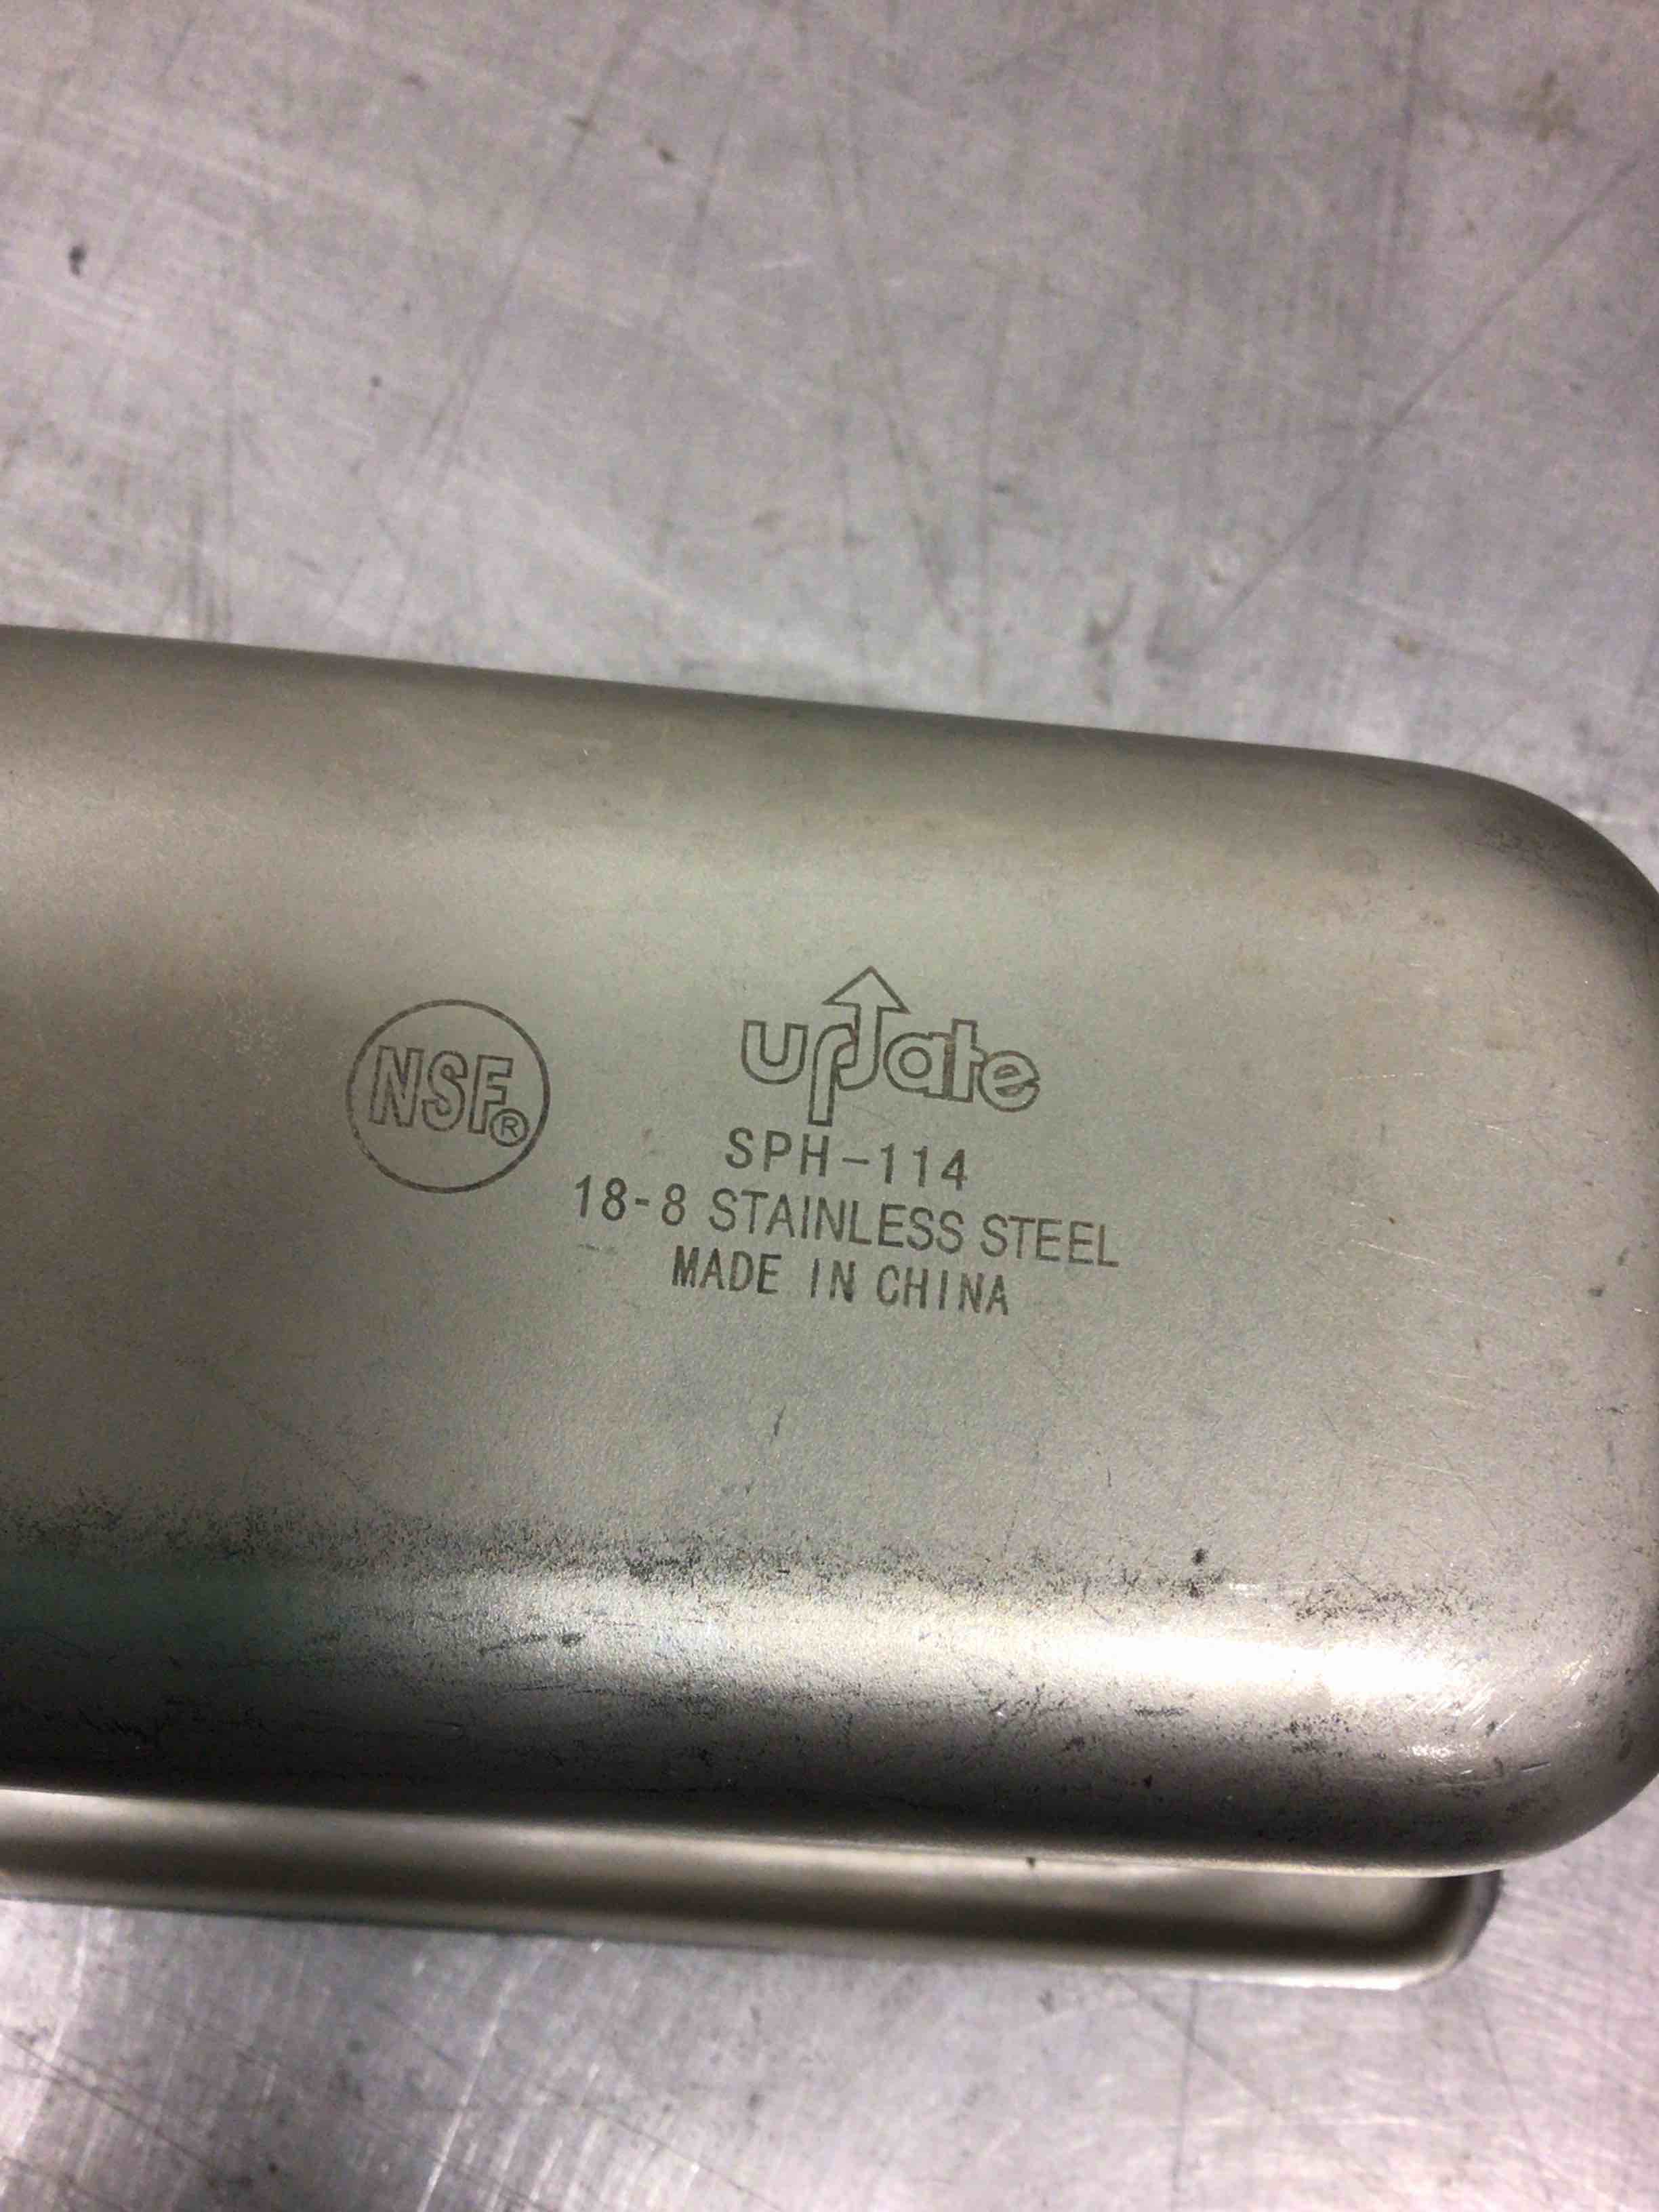 NSF®
update
SPH-114
18-8 STAINLESS STEEL
MADE IN CHINA